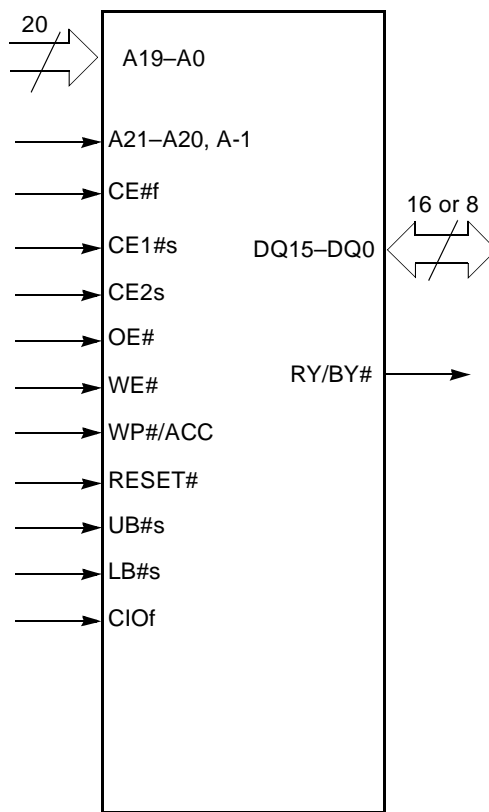 20
A19–A0
A21–A20, A-1
CE#f
16 or 8
CE1#s
DQ15–DQ0
CE2s
OE#
RY/BY#
WE#
WP#/ACC
RESET#
UB#s
LB#s
CIOf